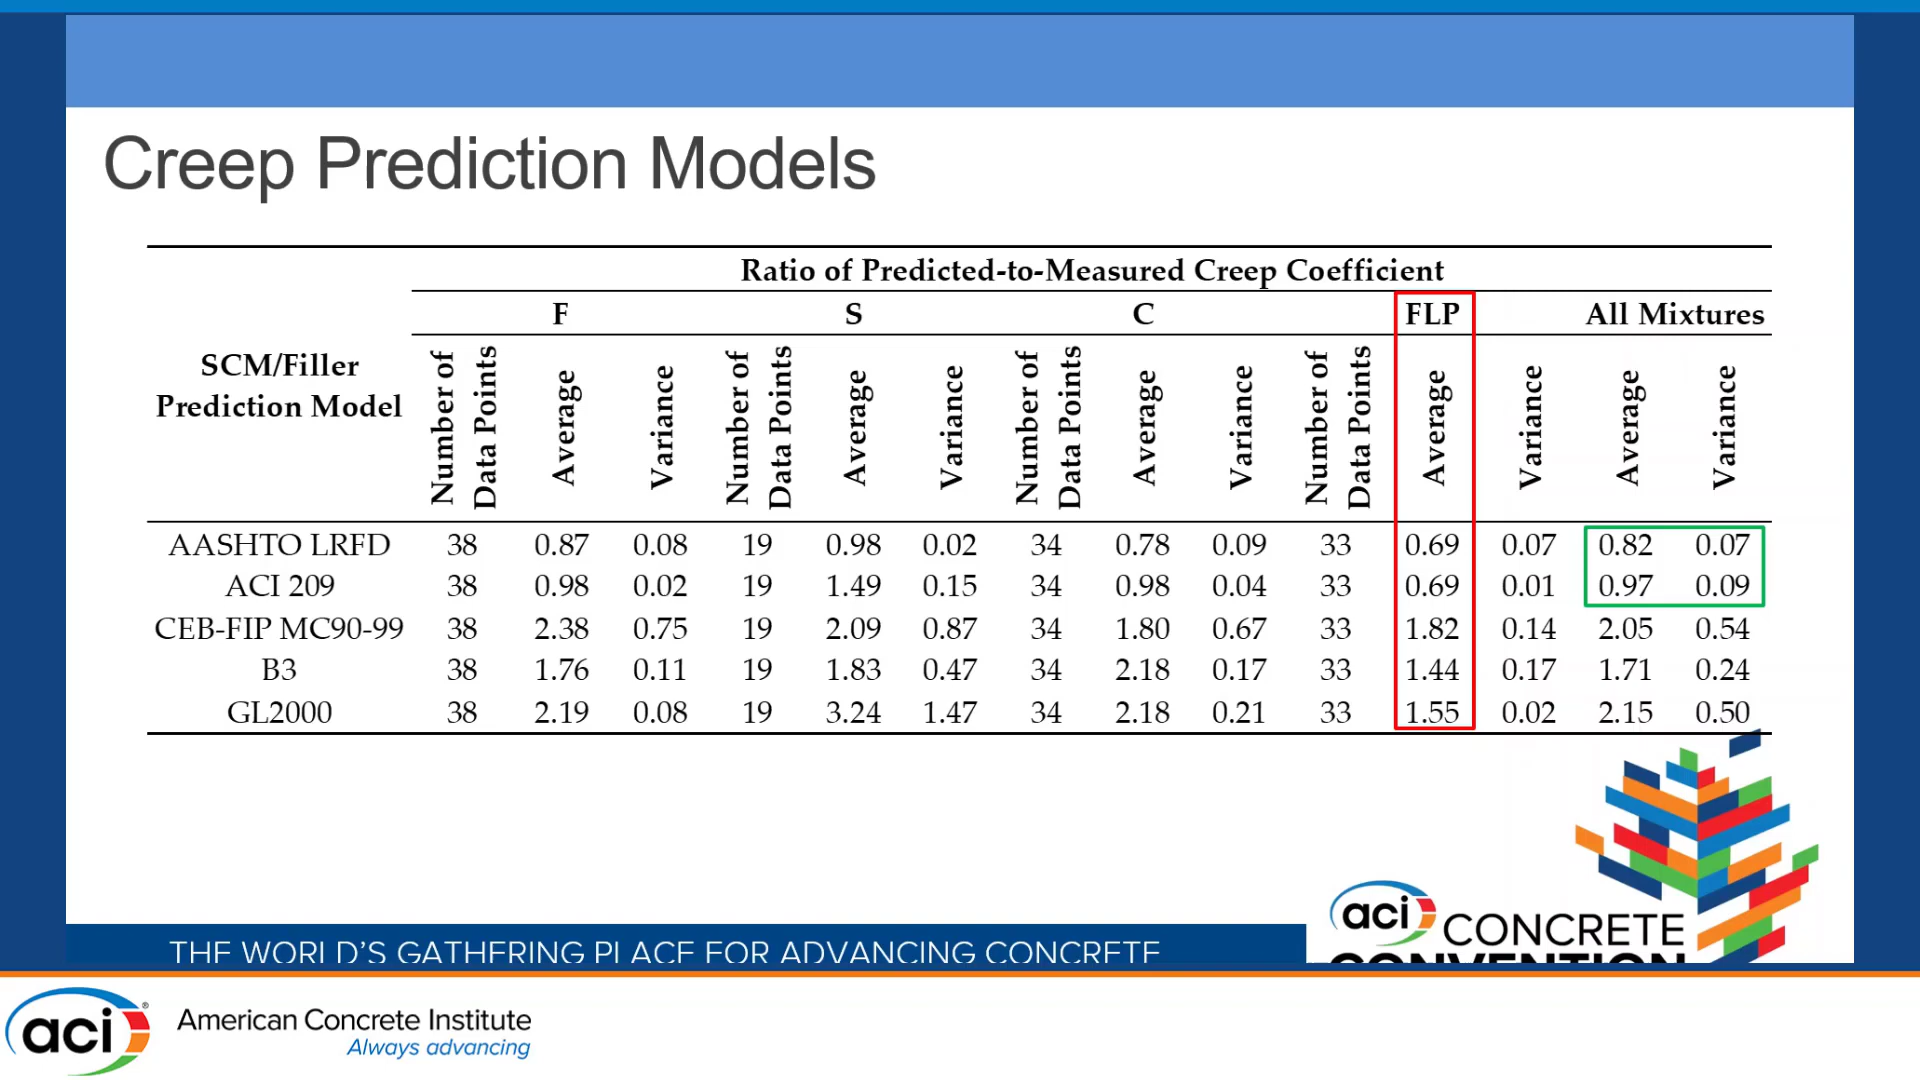 Creep Prediction Models
Ratio of Predicted-to-Measured Creep Coefficient
F S C FLP All Mixtures
SCM/Filler
Prediction Model
Number of
Data Points
Average
Variance
Number of
Data Points
Average
Variance
Number of
Data Points
Average
Variance
Number of
Data Points
Average
Variance
Average
Variance
AASHTO LRFD 38 0.87 0.08 19 0.98 0.02 34 0.78 0.09 33 0.69 0.07 0.82 0.07
ACI 209 38 0.98 0.02 19 1.49 0.15 34 0.98 0.04 33 0.69 0.01 0.97 0.09
CEB-FIP MC90-99 38 2.38 0.75 19 2.09 0.87 34 1.80 0.67 33 1.82 0.14 2.05 0.54
B3 38 1.76 0.11 19 1.83 0.47 34 2.18 0.17 33 1.44 0.17 1.71 0.24
GL2000 38 2.19 0.08 19 3.24 1.47 34 2.18 0.21 33 1.55 0.02 2.15 0.50
THE WORLD'S GATHERING PLACE FOR ADVANCING CONCRETE
aci CONCRETE
CONVENTION
aci®
American Concrete Institute
Always advancing